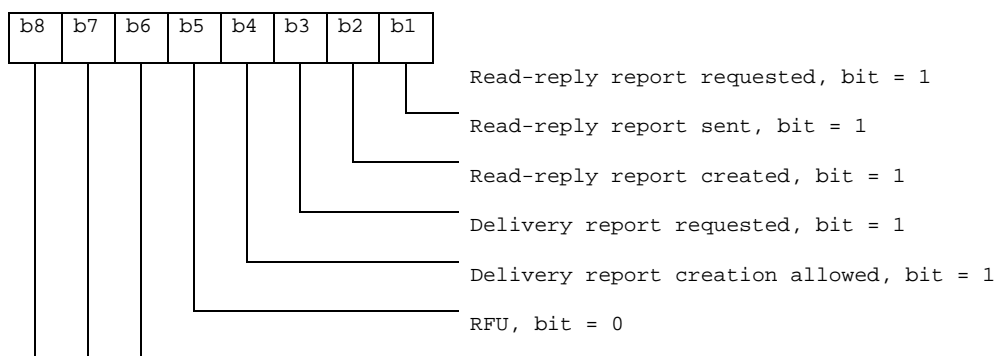 b8 b7 b6 b5 b4 b3 b2 b1
Read-reply report requested, bit = 1
Read-reply report sent, bit = 1
Read-reply report created, bit = 1
Delivery report requested, bit = 1
Delivery report creation allowed, bit = 1
RFU, bit = 0